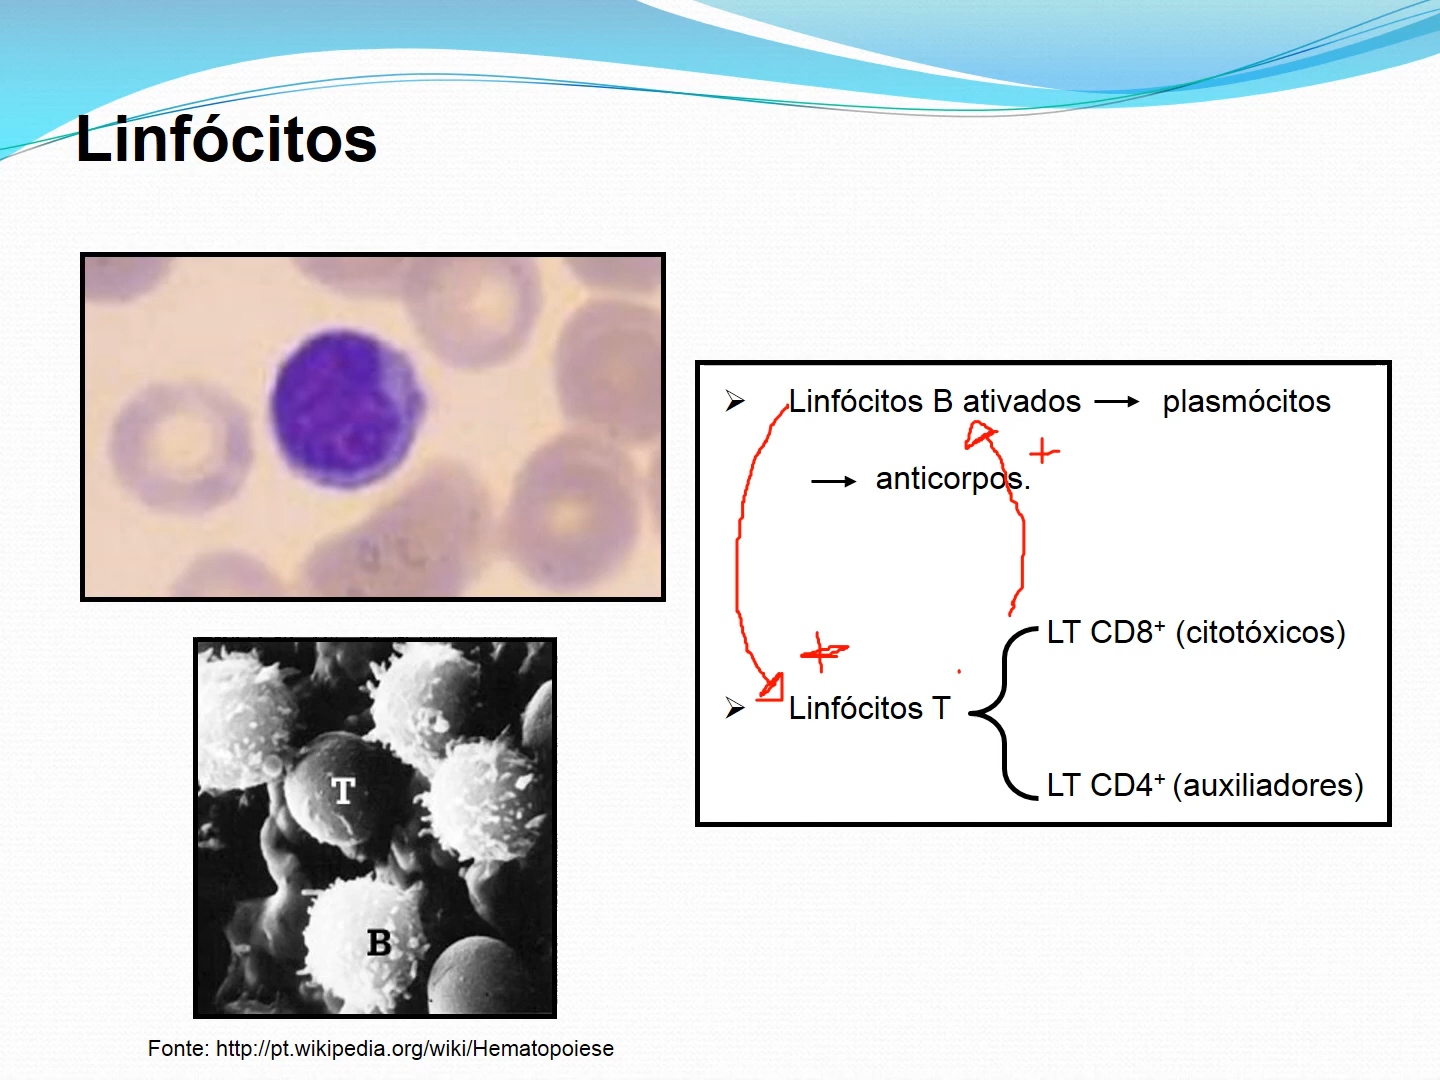 Linfócitos
➢ Linfócitos B ativados → plasmócitos
→ anticorpos.
+
LT CD8⁺ (citotóxicos)
+
➢ Linfócitos T
LT CD4⁺ (auxiliadores)
T
B
Fonte: http://pt.wikipedia.org/wiki/Hematopoiese